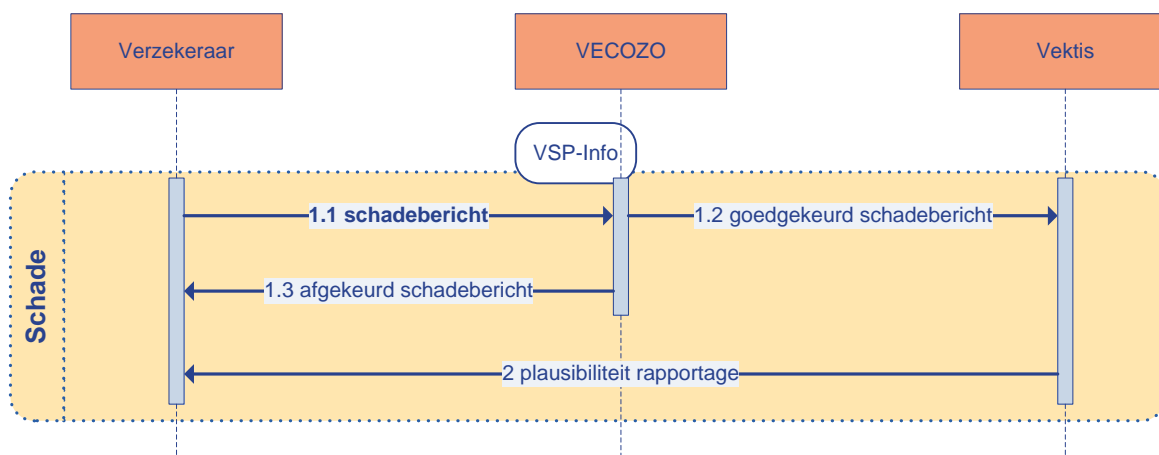 Verzekeraar
VECOZO
Vektis
VSP-Info
Schade
1.1 schadebericht
1.2 goedgekeurd schadebericht
1.3 afgekeurd schadebericht
2 plausibiliteit rapportage